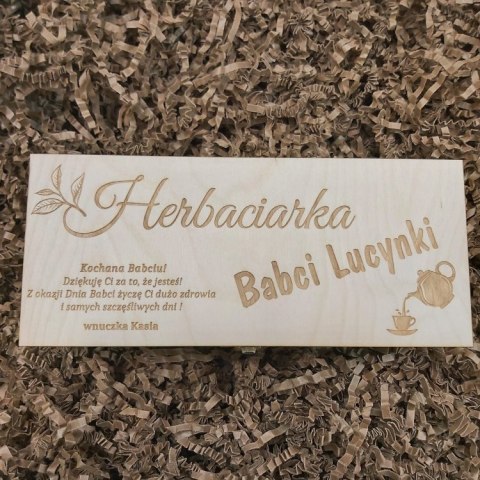 Herbaciarka
Babci Lucynki
Kochana Babciu!
Dziękuję Ci za to, że jesteś!
Z okazji Dnia Babci życzę Ci dużo zdrowia
i samych szczęśliwych dni !
wnuczka Kasia